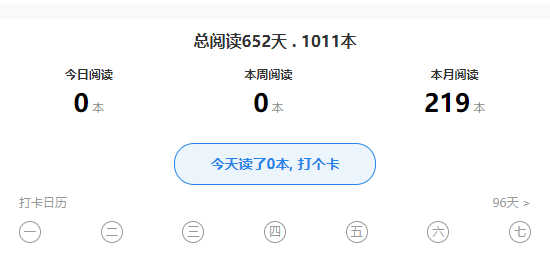 总阅读652天 . 1011本
今日阅读 本周阅读 本月阅读
0 本 0 本 219 本
今天读了0本, 打个卡
打卡日历 96天 >
一 二 三 四 五 六 七